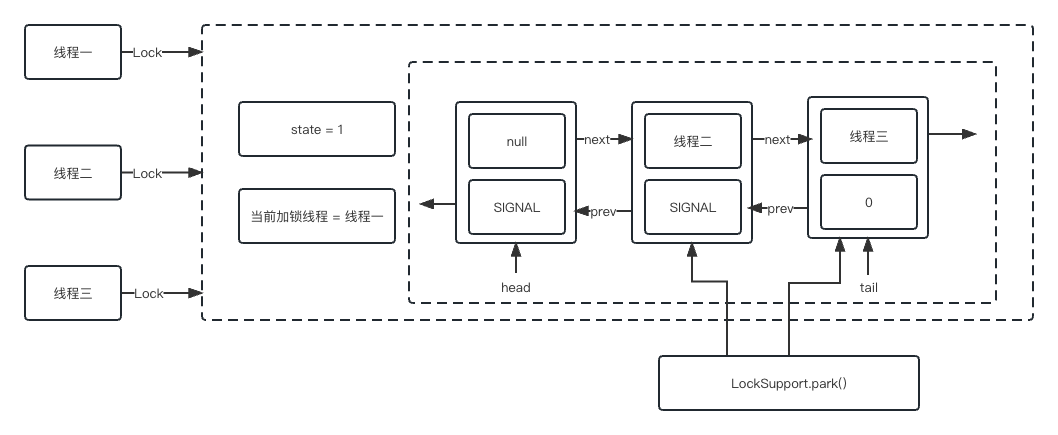 线程一
Lock
线程二
Lock
线程三
Lock
state = 1
当前加锁线程 = 线程一
null
SIGNAL
next
prev
线程二
SIGNAL
next
prev
线程三
0
head
tail
LockSupport.park()